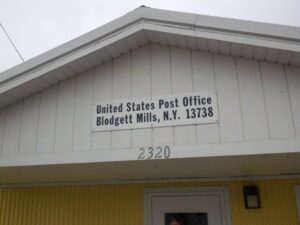 United States Post Office
Blodgett Mills, N.Y. 13738
2320